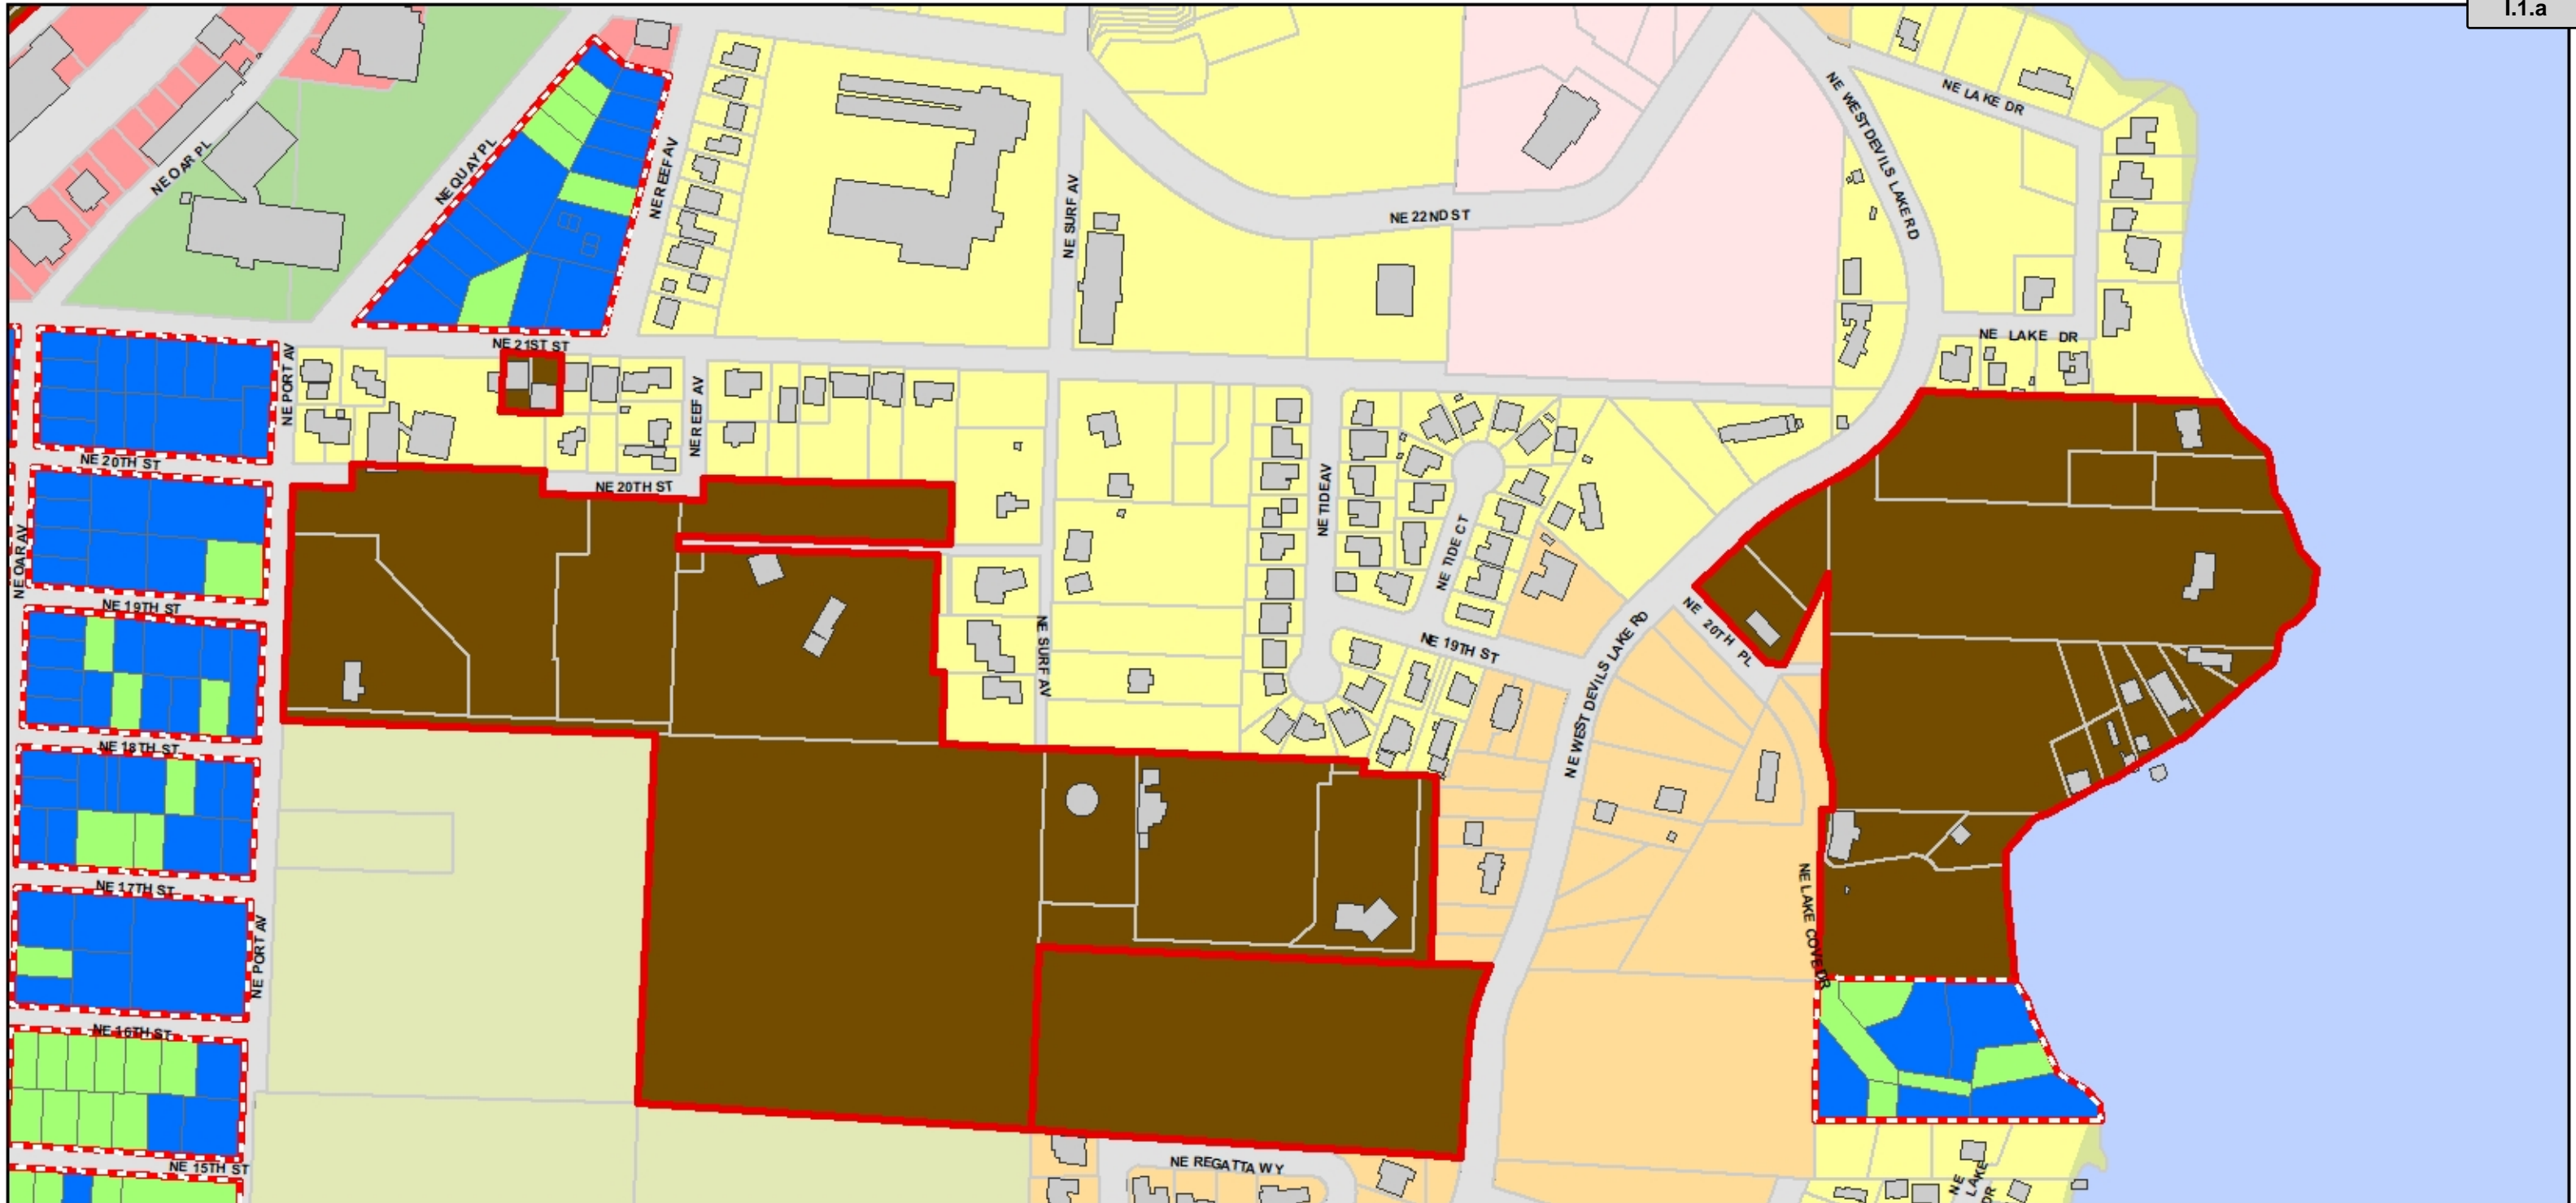 I.1.a
NE WEST DEVILS LAKE RD
NE LAKE DR
NE OAR PL
NE QUAY PL
NE REEF AV
NE SURF AV
NE 22ND ST
NE LAKE DR
NE 21ST ST
NE PORT AV
NE REEF AV
NE 20TH ST
NE 20TH ST
NE OAR AV
NE TIDE AV
NE TIDE CT
NE 19TH ST
NE 20TH PL
NE 19TH ST
NE SURF AV
NE WEST DEVILS LAKE RD
NE 18TH ST
NE 17TH ST
NE PORT AV
NE LAKE COVE DR
NE 16TH ST
NE 15TH ST
NE REGATTA WY
NE LAKE DR